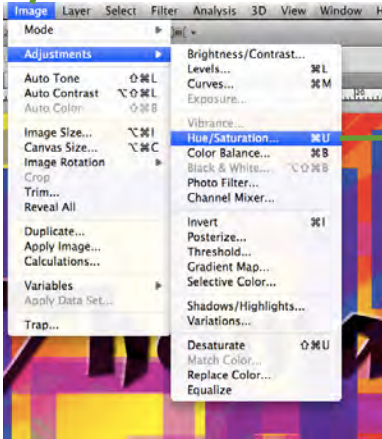 Image Layer Select Filter Analysis 3D View Window
Mode
Adjustments
Auto Tone ⇧⌘L
Auto Contrast ⌥⇧⌘L
Auto Color ⇧⌘B
Image Size... ⌥⌘I
Canvas Size... ⌥⌘C
Image Rotation
Crop
Trim...
Reveal All
Duplicate...
Apply Image...
Calculations...
Variables
Apply Data Set...
Trap...
Brightness/Contrast...
Levels... ⌘L
Curves... ⌘M
Exposure...
Vibrance...
Hue/Saturation... ⌘U
Color Balance... ⌘B
Black & White... ⌥⇧⌘B
Photo Filter...
Channel Mixer...
Invert ⌘I
Posterize...
Threshold...
Gradient Map...
Selective Color...
Shadows/Highlights...
Variations...
Desaturate ⇧⌘U
Match Color...
Replace Color...
Equalize
20